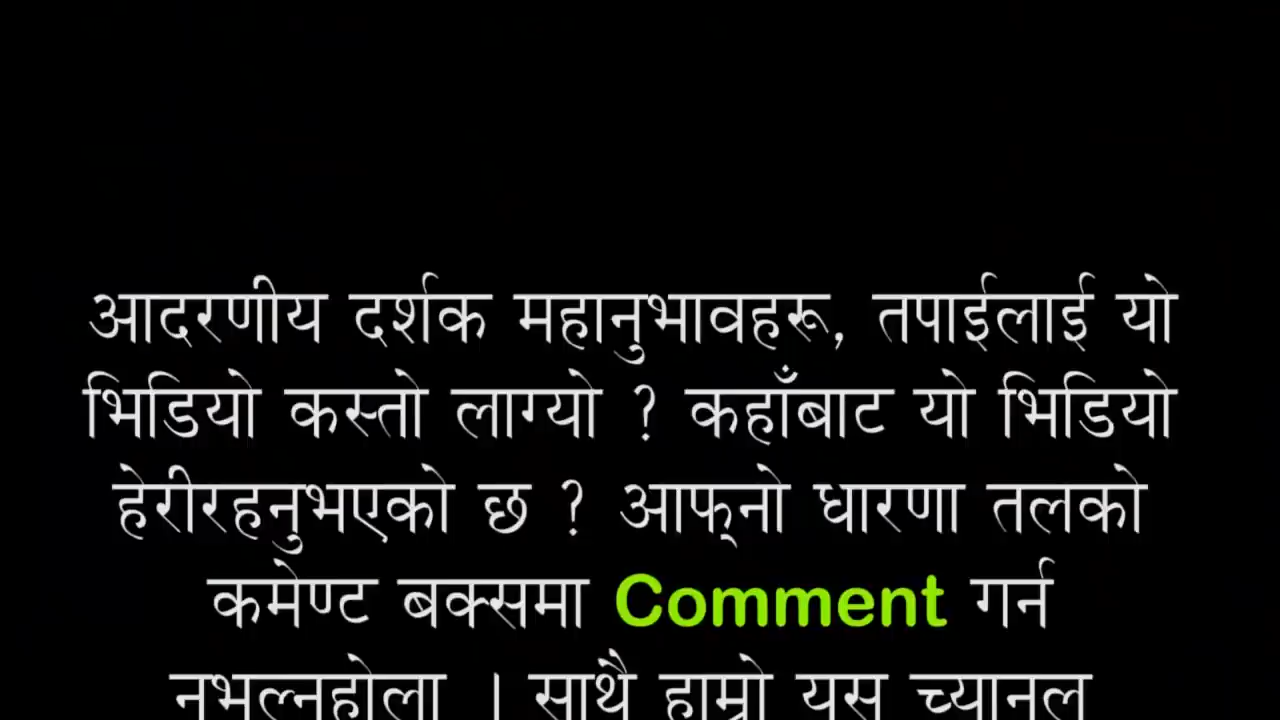 आदरणीय दर्शक महानुभावहरू, तपाईलाई यो
भिडियो कस्तो लाग्यो ? कहाँबाट यो भिडियो
हेरीरहनुभएको छ ? आफ्‌नो धारणा तलको
कमेण्ट बक्समा Comment गर्न
नभुल्नुहोला । साथै हाम्रो यस च्यानल